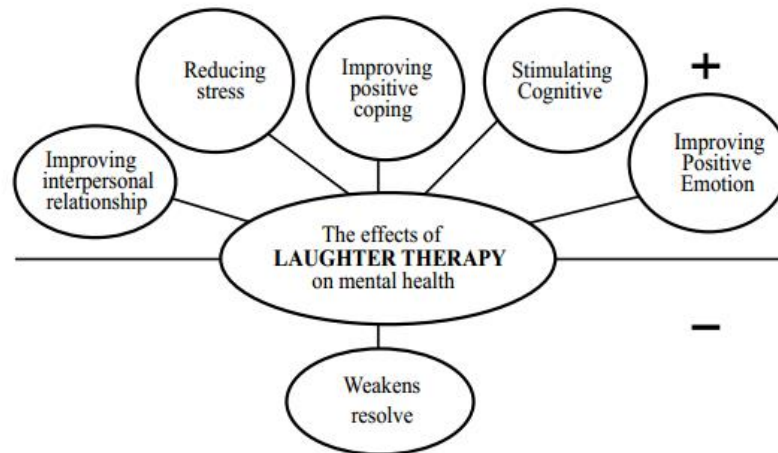 Reducing
stress
Improving
positive
coping
Stimulating
Cognitive
+
Improving
interpersonal
relationship
Improving
Positive
Emotion
The effects of
LAUGHTER THERAPY
on mental health
–
Weakens
resolve